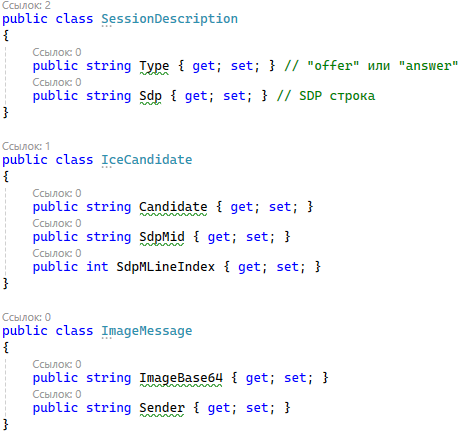 Ссылок: 2
public class SessionDescription
{
Ссылок: 0
public string Type { get; set; } // "offer" или "answer"
Ссылок: 0
public string Sdp { get; set; } // SDP строка
}
Ссылок: 1
public class IceCandidate
{
Ссылок: 0
public string Candidate { get; set; }
Ссылок: 0
public string SdpMid { get; set; }
Ссылок: 0
public int SdpMLineIndex { get; set; }
}
Ссылок: 0
public class ImageMessage
{
Ссылок: 0
public string ImageBase64 { get; set; }
Ссылок: 0
public string Sender { get; set; }
}